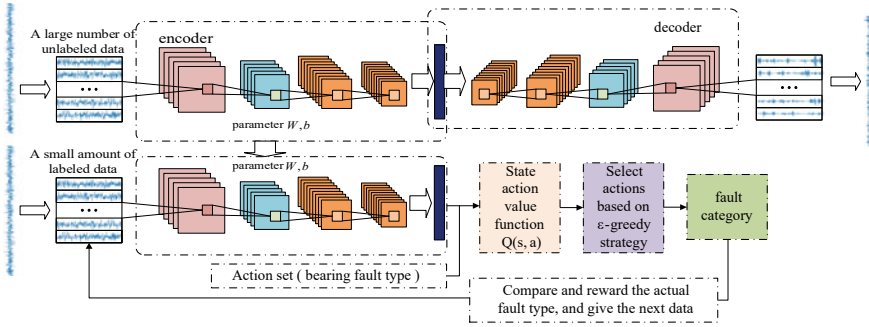 A large number of
unlabeled data
encoder
decoder
...
...
parameter W,b
A small amount of
labeled data
parameter W,b
...
State
action
value
function
Q(s, a)
Select
actions
based on
ε-greedy
strategy
fault
category
Action set ( bearing fault type )
Compare and reward the actual
fault type, and give the next data